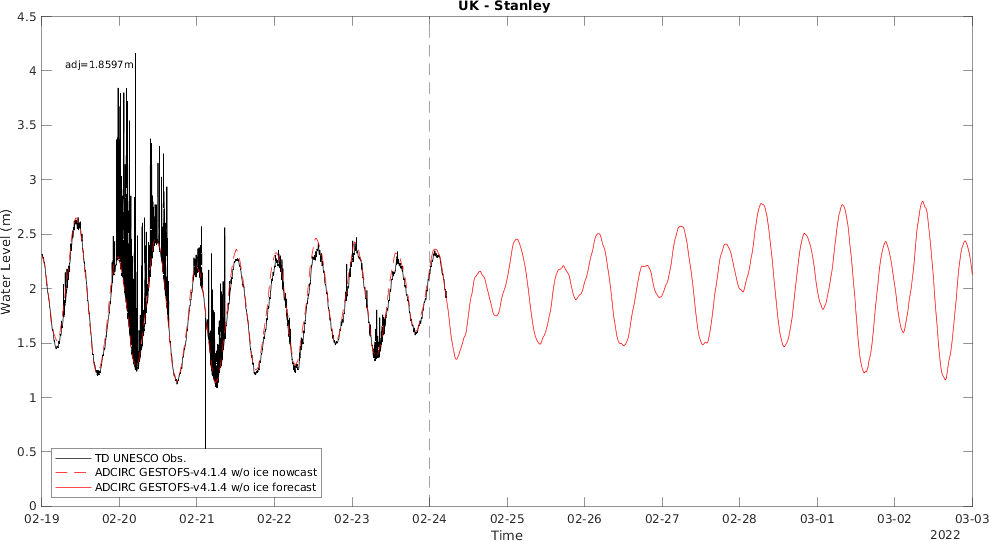 UK - Stanley
4.5
4
3.5
3
2.5
2
1.5
1
0.5
0
Water Level (m)
adj=1.8597m
TD UNESCO Obs.
ADCIRC GESTOFS-v4.1.4 w/o ice nowcast
ADCIRC GESTOFS-v4.1.4 w/o ice forecast
02-19 02-20 02-21 02-22 02-23 02-24 02-25 02-26 02-27 02-28 03-01 03-02 03-03
Time
2022